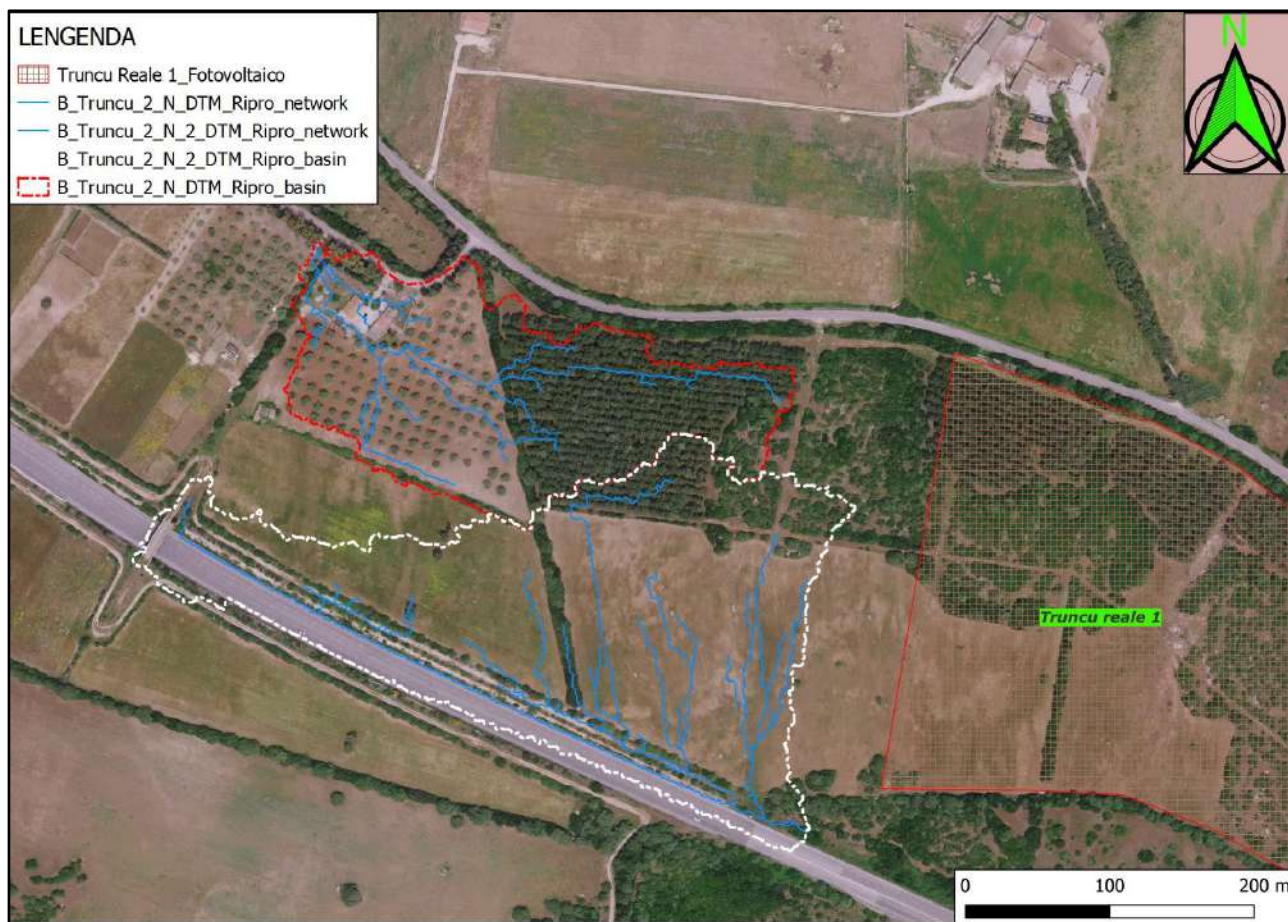 LENGENDA
Truncu Reale 1_Fotovoltaico
B_Truncu_2_N_DTM_Ripro_network
B_Truncu_2_N_2_DTM_Ripro_network
B_Truncu_2_N_2_DTM_Ripro_basin
B_Truncu_2_N_DTM_Ripro_basin
N
Truncu reale 1
0 100 200 m